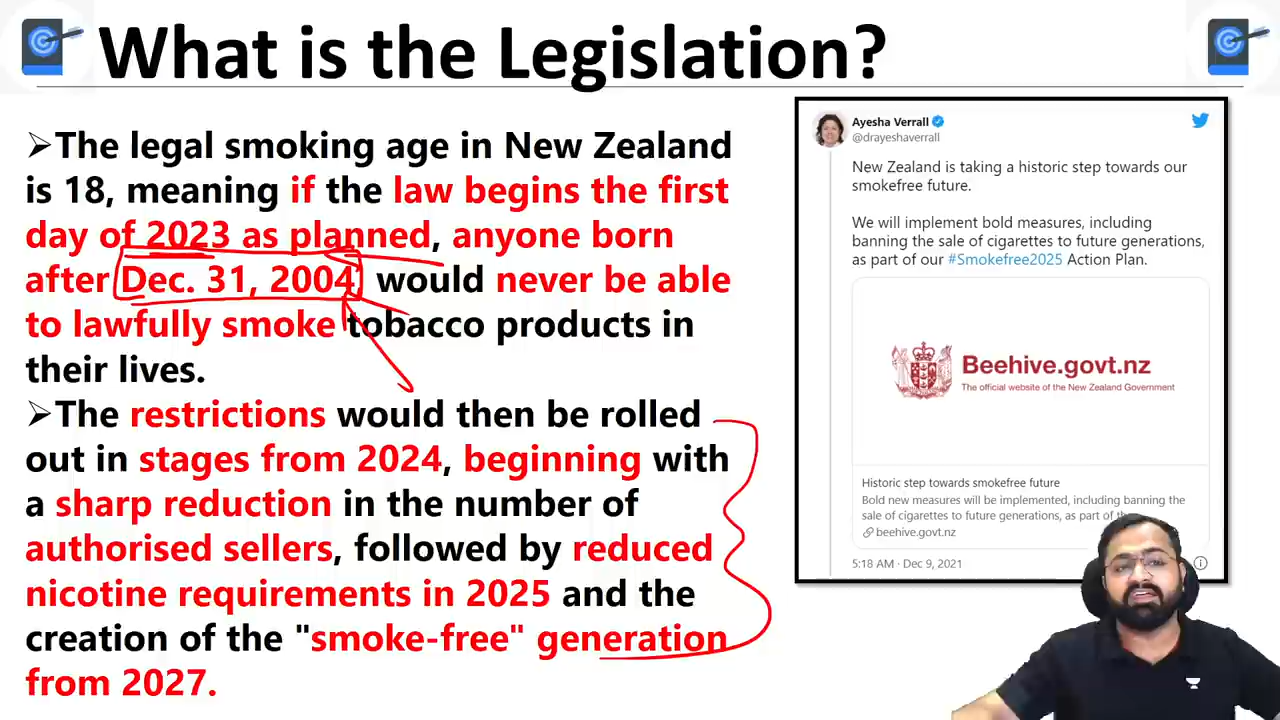 What is the Legislation?
➢The legal smoking age in New Zealand
is 18, meaning if the law begins the first
day of 2023 as planned, anyone born
after Dec. 31, 2004, would never be able
to lawfully smoke tobacco products in
their lives.
➢The restrictions would then be rolled
out in stages from 2024, beginning with
a sharp reduction in the number of
authorised sellers, followed by reduced
nicotine requirements in 2025 and the
creation of the "smoke-free" generation
from 2027.
Ayesha Verrall
@drayeshaverrall
New Zealand is taking a historic step towards our
smokefree future.
We will implement bold measures, including
banning the sale of cigarettes to future generations,
as part of our #Smokefree2025 Action Plan.
Beehive.govt.nz
The official website of the New Zealand Government
Historic step towards smokefree future
Bold new measures will be implemented, including banning the
sale of cigarettes to future generations, as part of
beehive.govt.nz
5:18 AM · Dec 9, 2021